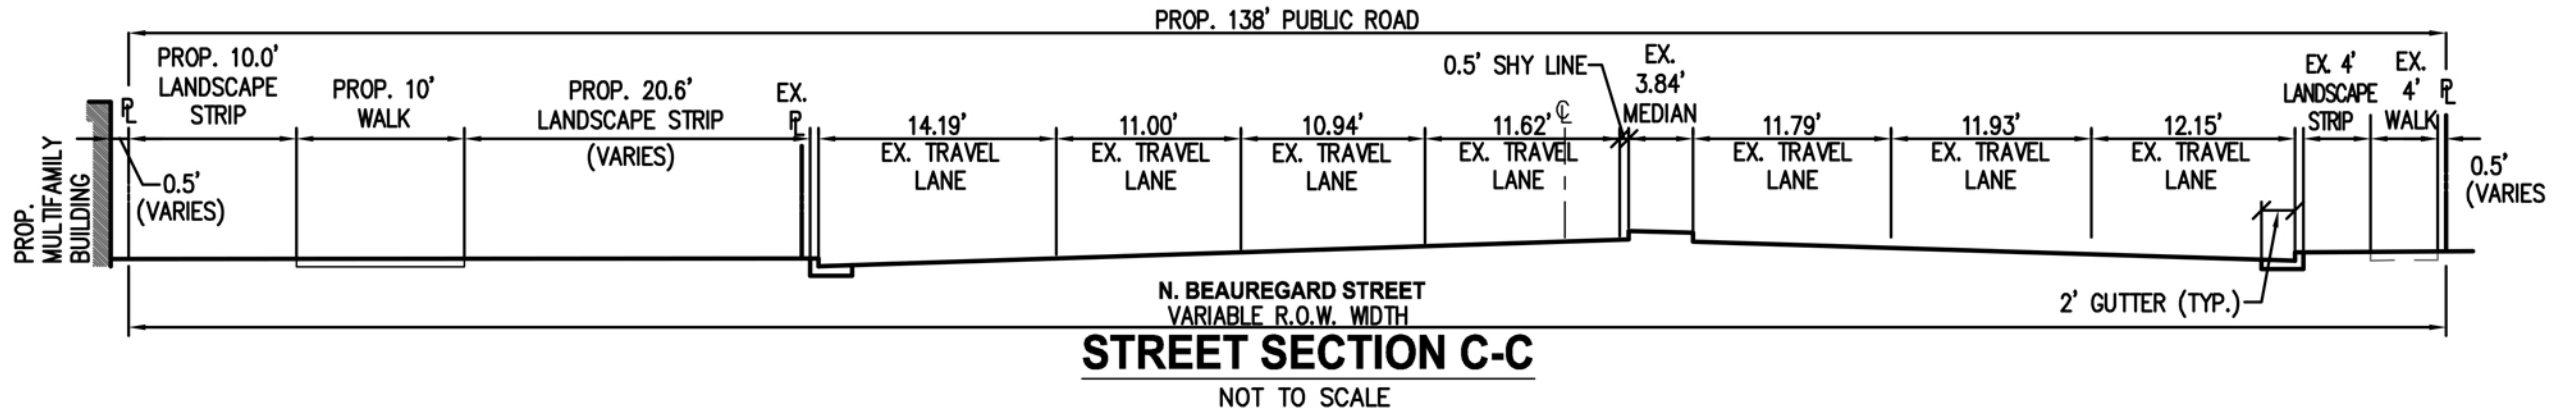 PROP. 138' PUBLIC ROAD
PROP. 10.0'
LANDSCAPE
STRIP
PROP. 10'
WALK
PROP. 20.6'
LANDSCAPE STRIP
(VARIES)
EX.
PL
14.19'
EX. TRAVEL
LANE
11.00'
EX. TRAVEL
LANE
10.94'
EX. TRAVEL
LANE
11.62'
EX. TRAVEL
LANE
0.5' SHY LINE
CL
EX.
3.84'
MEDIAN
11.79'
EX. TRAVEL
LANE
11.93'
EX. TRAVEL
LANE
12.15'
EX. TRAVEL
LANE
EX. 4'
LANDSCAPE
STRIP
EX.
4'
WALK
PL
0.5'
(VARIES
PL
0.5'
(VARIES)
PROP.
MULTIFAMILY
BUILDING
2' GUTTER (TYP.)
N. BEAUREGARD STREET
VARIABLE R.O.W. WIDTH
STREET SECTION C-C
NOT TO SCALE